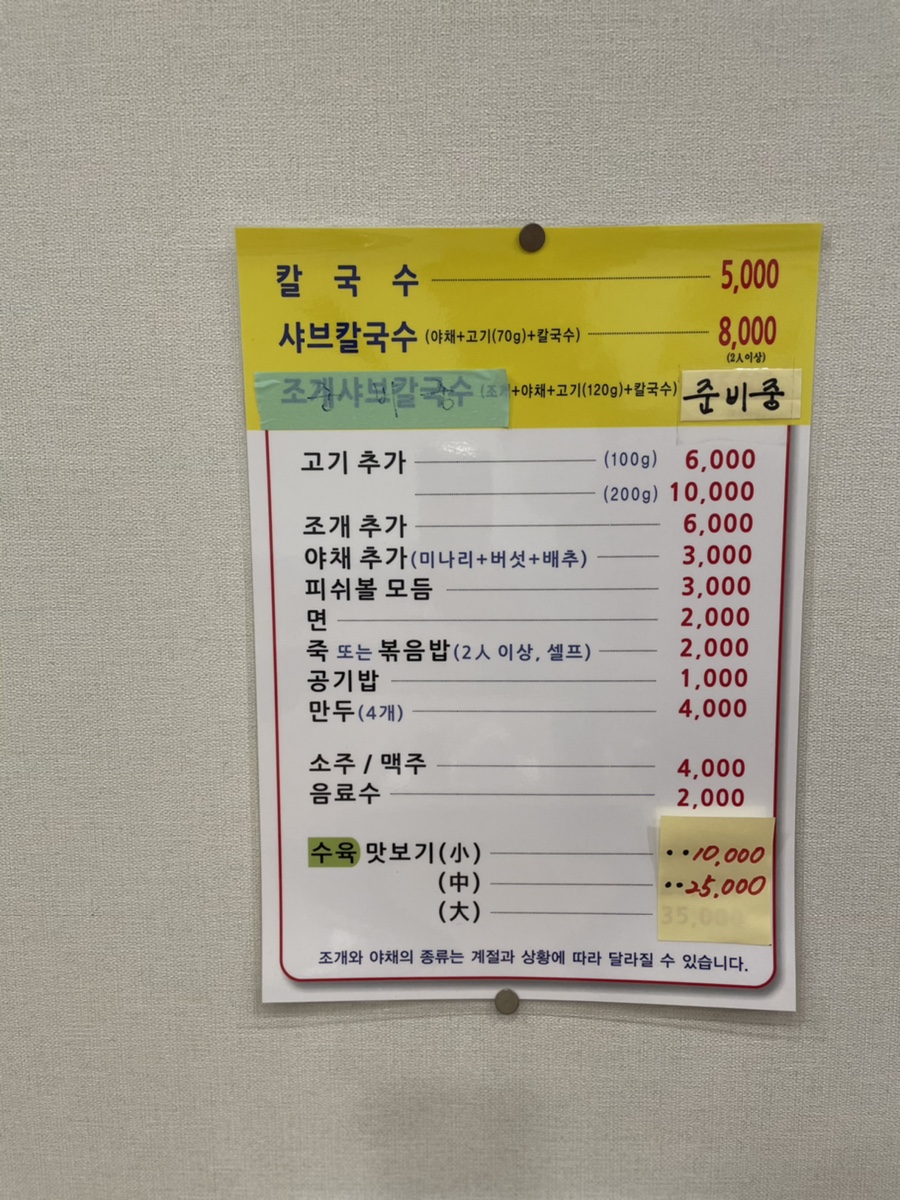 칼 국 수 5,000
샤브칼국수 (야채+고기(70g)+칼국수) 8,000
(2人이상)
조개샤브칼국수 (조개+야채+고기(120g)+칼국수) 준비중
고기 추가 (100g) 6,000
(200g) 10,000
조개 추가 6,000
야채 추가(미나리+버섯+배추) 3,000
피쉬볼 모듬 3,000
면 2,000
죽 또는 볶음밥(2人 이상, 셀프) 2,000
공기밥 1,000
만두(4개) 4,000
소주 / 맥주 4,000
음료수 2,000
수육 맛보기(小) ··10,000
(中) ··25,000
(大) 35,000
조개와 야채의 종류는 계절과 상황에 따라 달라질 수 있습니다.